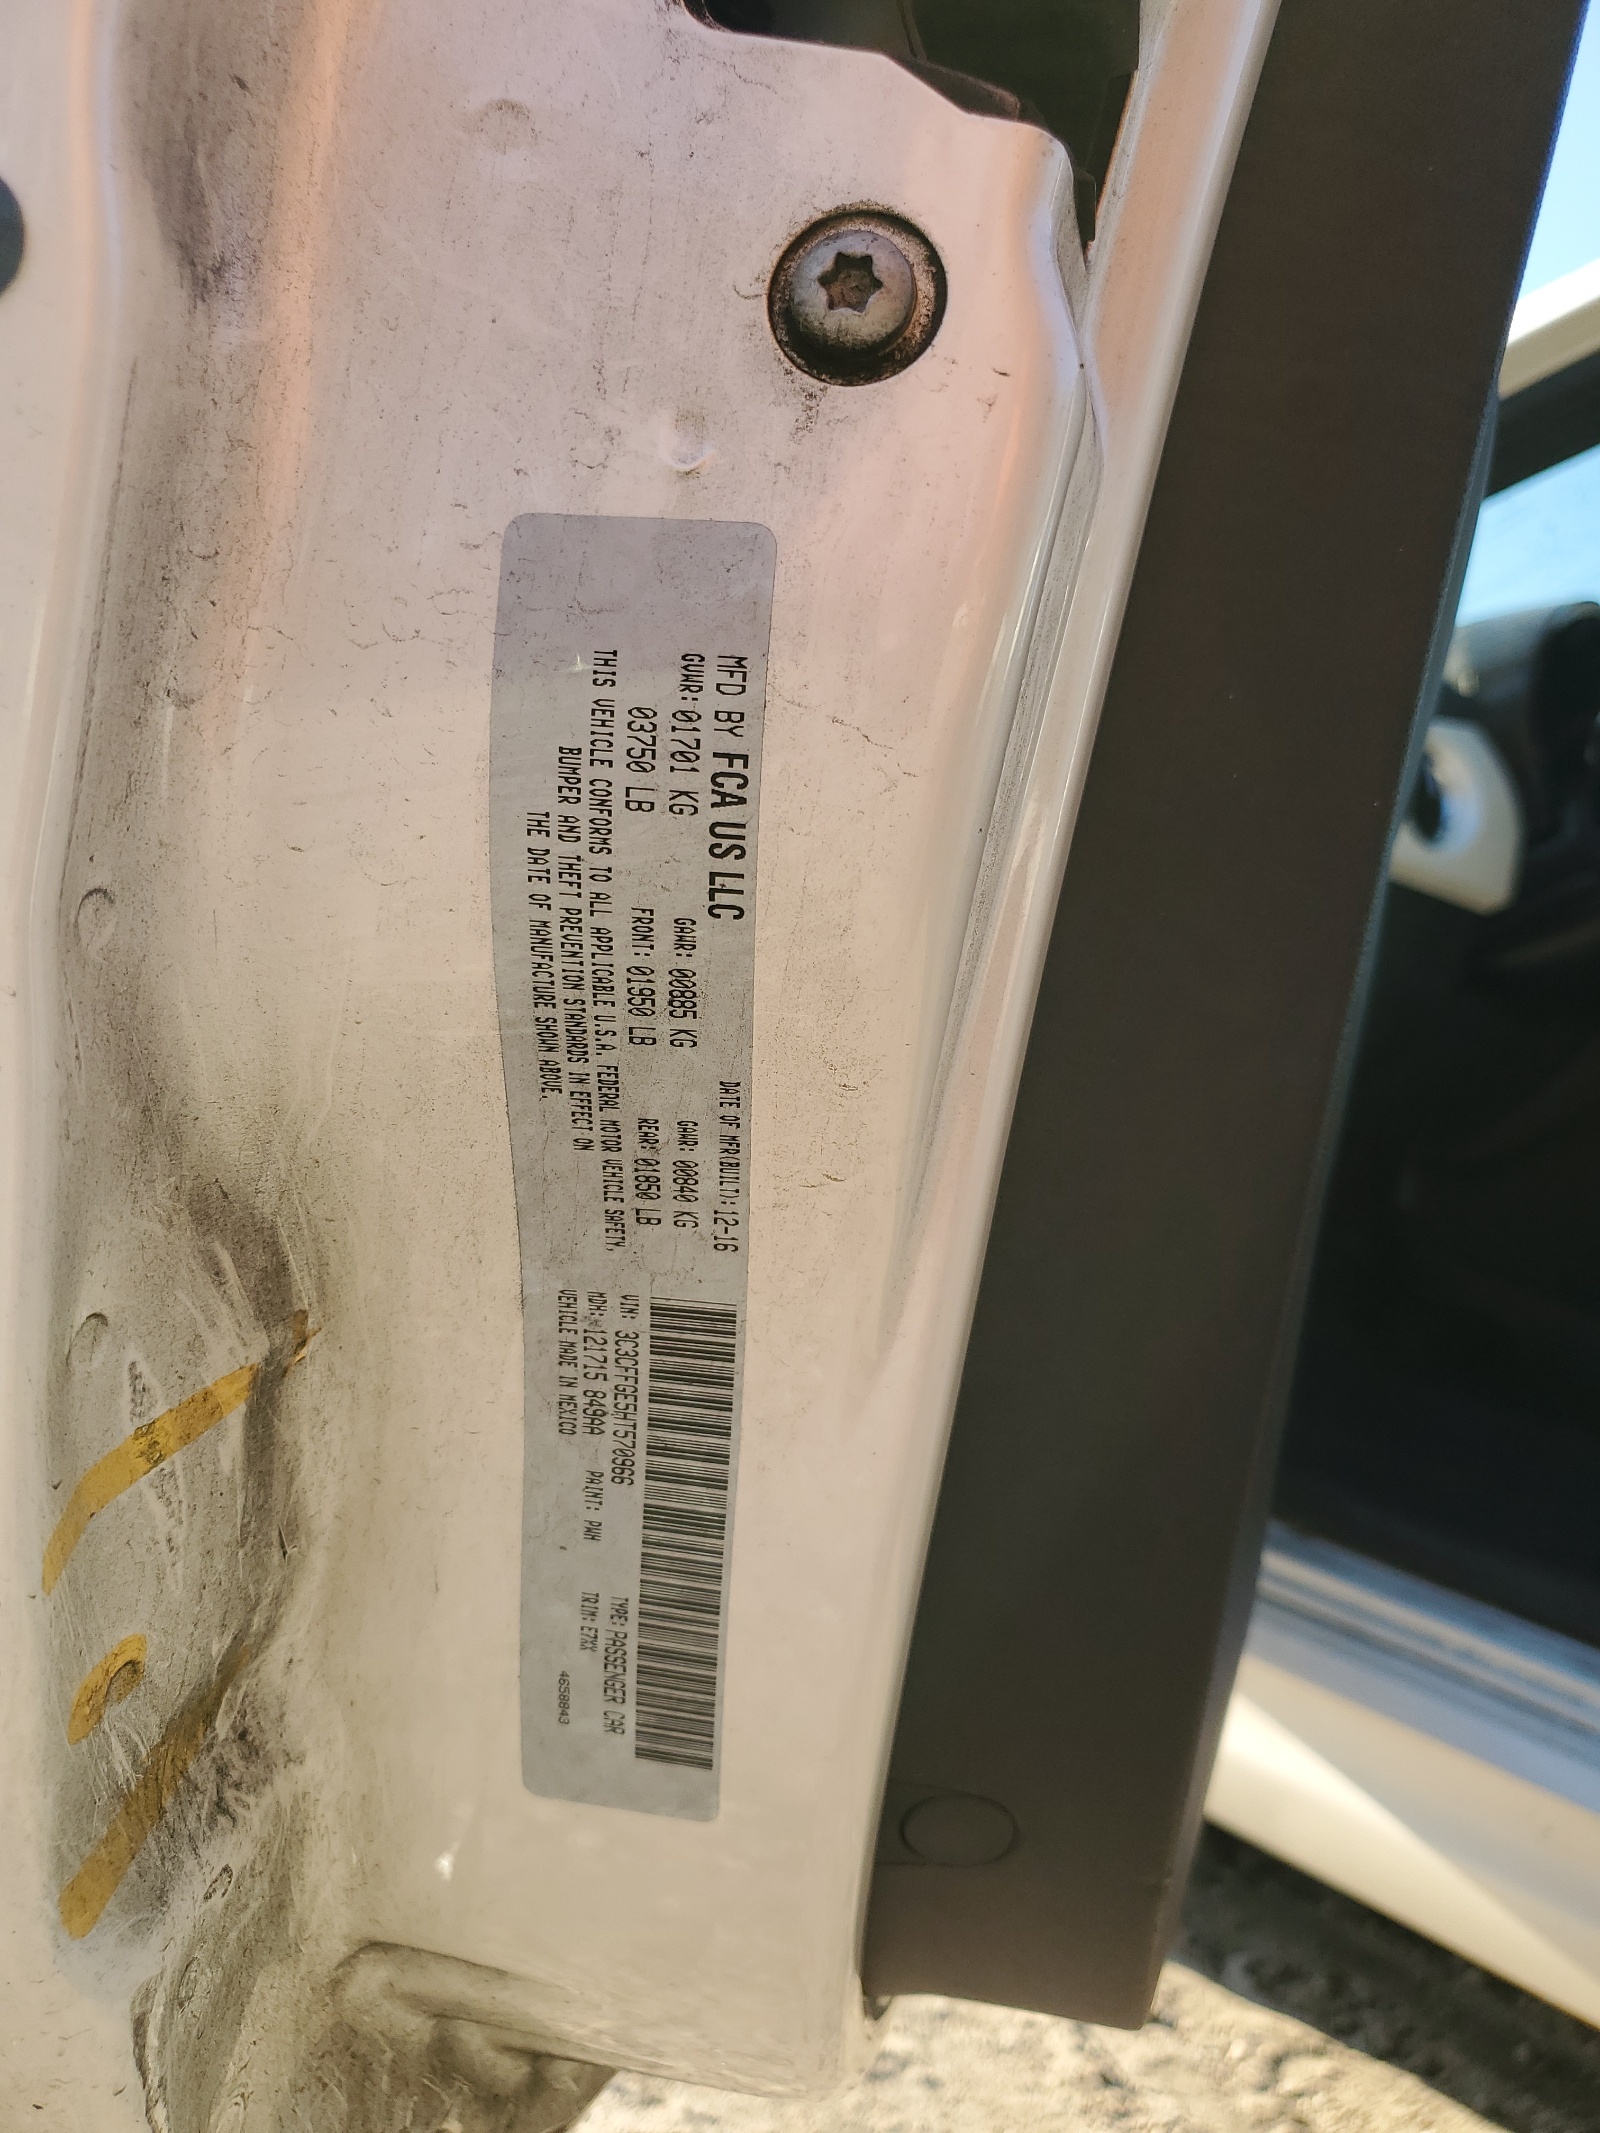 MFD BY FCA US LLC
DATE OF MFR(BUILT): 12-16
GVWR: 01701 KG
GAWR: 00885 KG
GAWR: 00840 KG
03750 LB
FRONT: 01950 LB
REAR: 01850 LB
THIS VEHICLE CONFORMS TO ALL APPLICABLE U.S.A. FEDERAL MOTOR VEHICLE SAFETY,
BUMPER AND THEFT PREVENTION STANDARDS IN EFFECT ON
THE DATE OF MANUFACTURE SHOWN ABOVE.
VIN: 3C3CFFGE5HT570966
TYPE: PASSENGER CAR
MDH: 121715 849AA
PAINT: PWH
TRIM: E7XX
VEHICLE MADE IN MEXICO
4658843